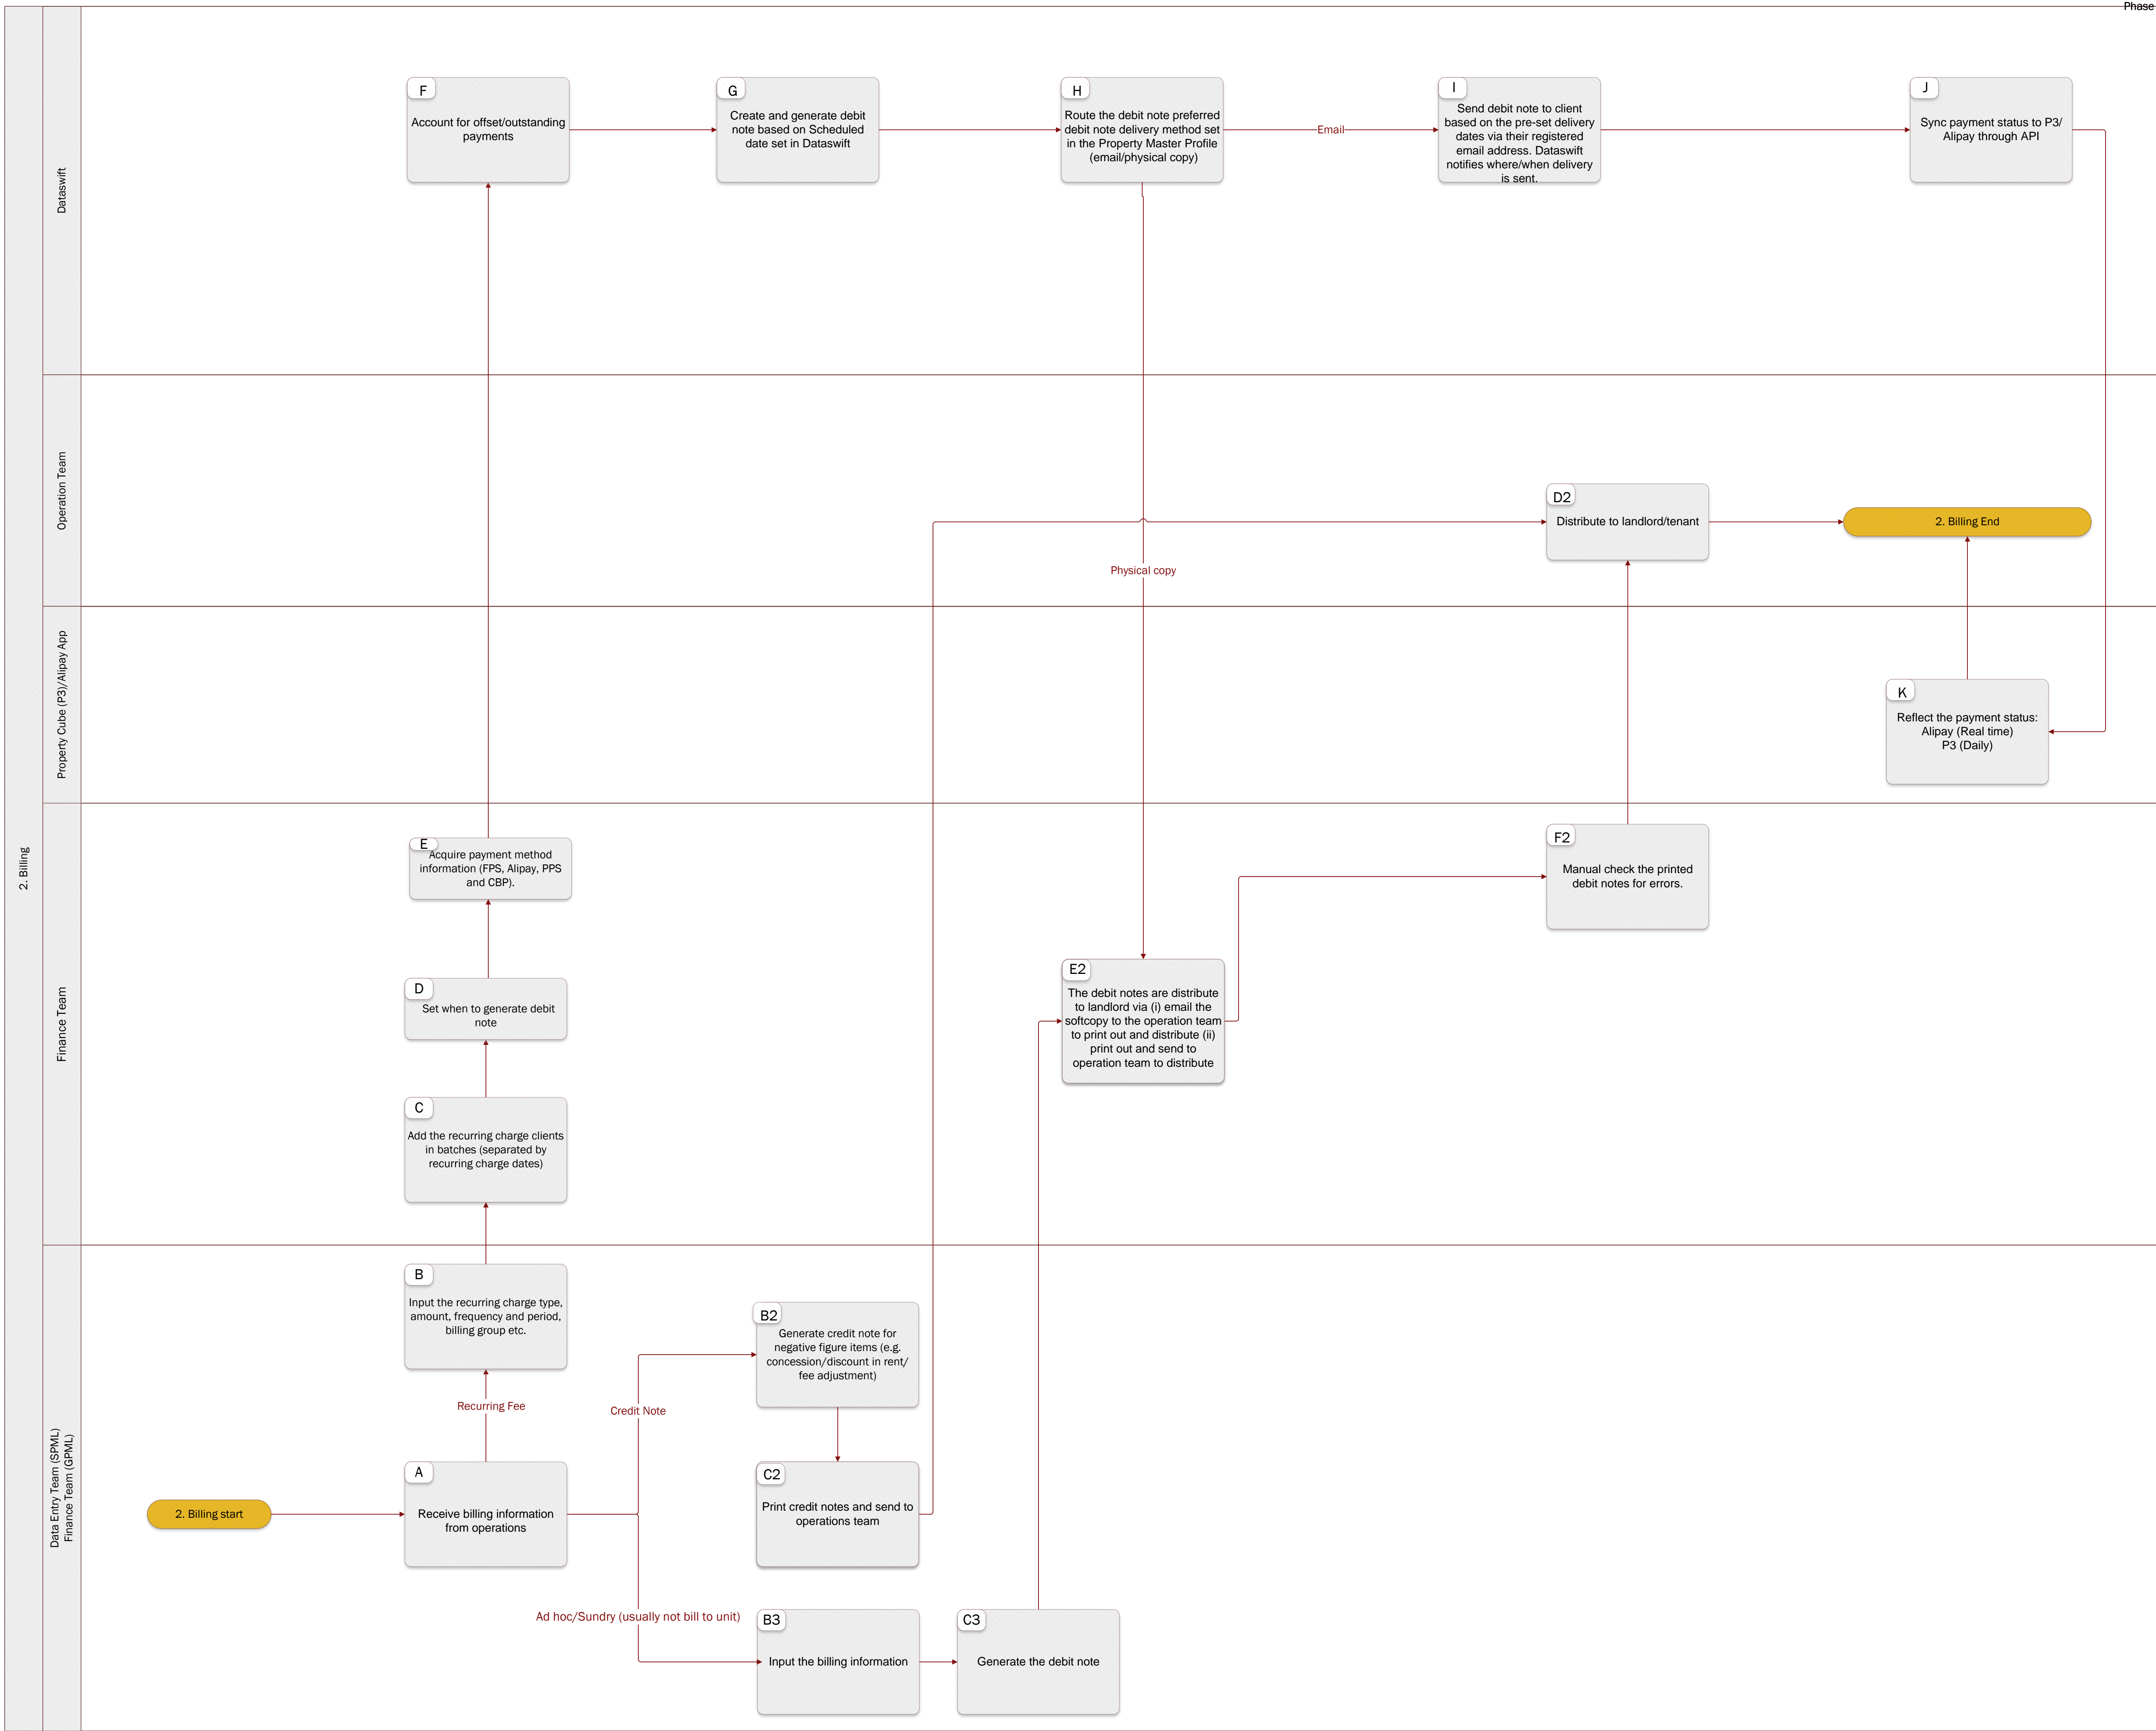 Phase
2. Billing
Dataswift
F
Account for offset/outstanding
payments
G
Create and generate debit
note based on Scheduled
date set in Dataswift
H
Route the debit note preferred
debit note delivery method set
in the Property Master Profile
(email/physical copy)
Email
I
Send debit note to client
based on the pre-set delivery
dates via their registered
email address. Dataswift
notifies where/when delivery
is sent.
J
Sync payment status to P3/
Alipay through API
Operation Team
D2
Distribute to landlord/tenant
2. Billing End
Physical copy
Property Cube (P3)/Alipay App
K
Reflect the payment status:
Alipay (Real time)
P3 (Daily)
Finance Team
E
Acquire payment method
information (FPS, Alipay, PPS
and CBP).
F2
Manual check the printed
debit notes for errors.
D
Set when to generate debit
note
E2
The debit notes are distribute
to landlord via (i) email the
softcopy to the operation team
to print out and distribute (ii)
print out and send to
operation team to distribute
C
Add the recurring charge clients
in batches (separated by
recurring charge dates)
Data Entry Team (SPML)
Finance Team (GPML)
B
Input the recurring charge type,
amount, frequency and period,
billing group etc.
B2
Generate credit note for
negative figure items (e.g.
concession/discount in rent/
fee adjustment)
Recurring Fee
Credit Note
2. Billing start
A
Receive billing information
from operations
C2
Print credit notes and send to
operations team
Ad hoc/Sundry (usually not bill to unit)
B3
Input the billing information
C3
Generate the debit note